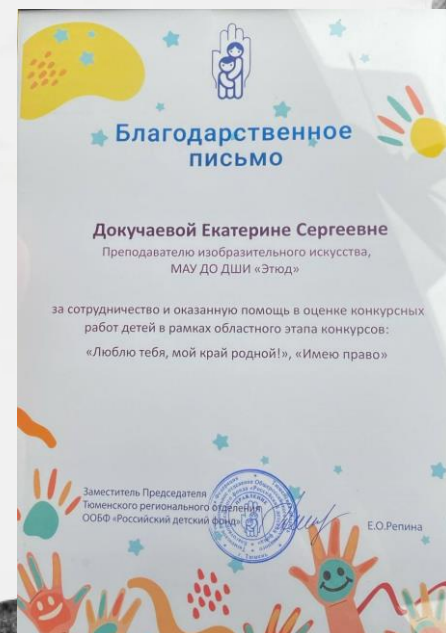 Благодарственное
письмо
Докучаевой Екатерине Сергеевне
Преподавателю изобразительного искусства,
МАУ ДО ДШИ «Этюд»
за сотрудничество и оказанную помощь в оценке конкурсных
работ детей в рамках областного этапа конкурсов:
«Люблю тебя, мой край родной!», «Имею право»
Заместитель Председателя
Тюменского регионального отделения
ООБФ «Российский детский фонд»
Е.О.Репина